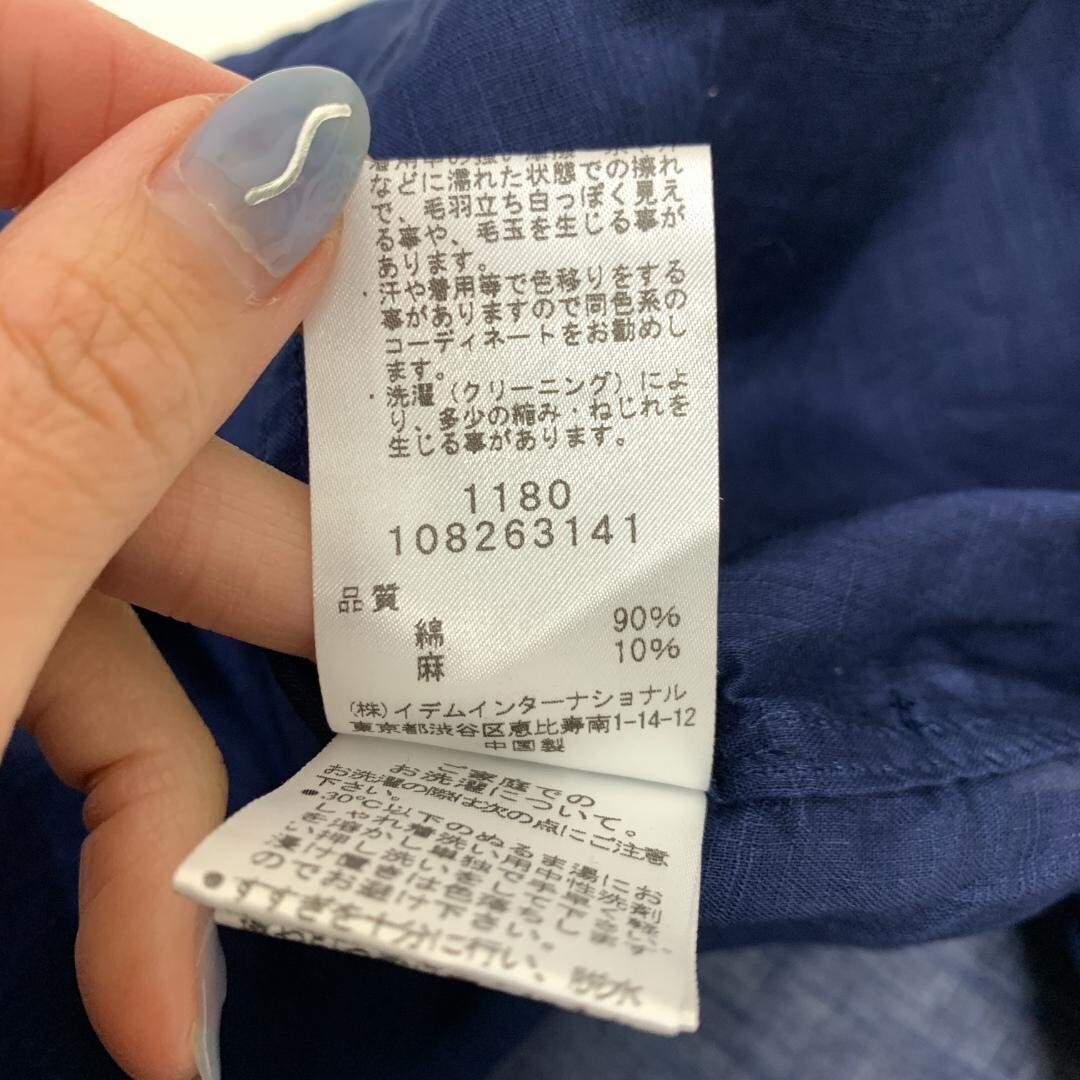 などに濡れた状態でのくえ
で、毛羽立ち白っぽく見え
る事や、毛玉を生じる事が
あります。
・汗や着用等で色移りをする
事がありますので同色系の
コーディネートをお勧めし
ます。
・洗濯（クリーニング）によ
り、多少の縮み・ねじれを
生じる事があります。
1180
108263141
品質
綿 90%
麻 10%
(株)イデムインターナショナル
東京都渋谷区恵比寿南1-14-12
中国製
ご家庭での
お洗濯について。
お洗濯の際は次の点にご注意
下さい。
●30℃以下のぬるま湯にお
しゃれ着洗い用中性洗剤
を溶かし単独で手早く
い押し洗いをして下
浸け置きは色落ちしま
のでお避け下さい。
●すすぎを十分に行い、脱水